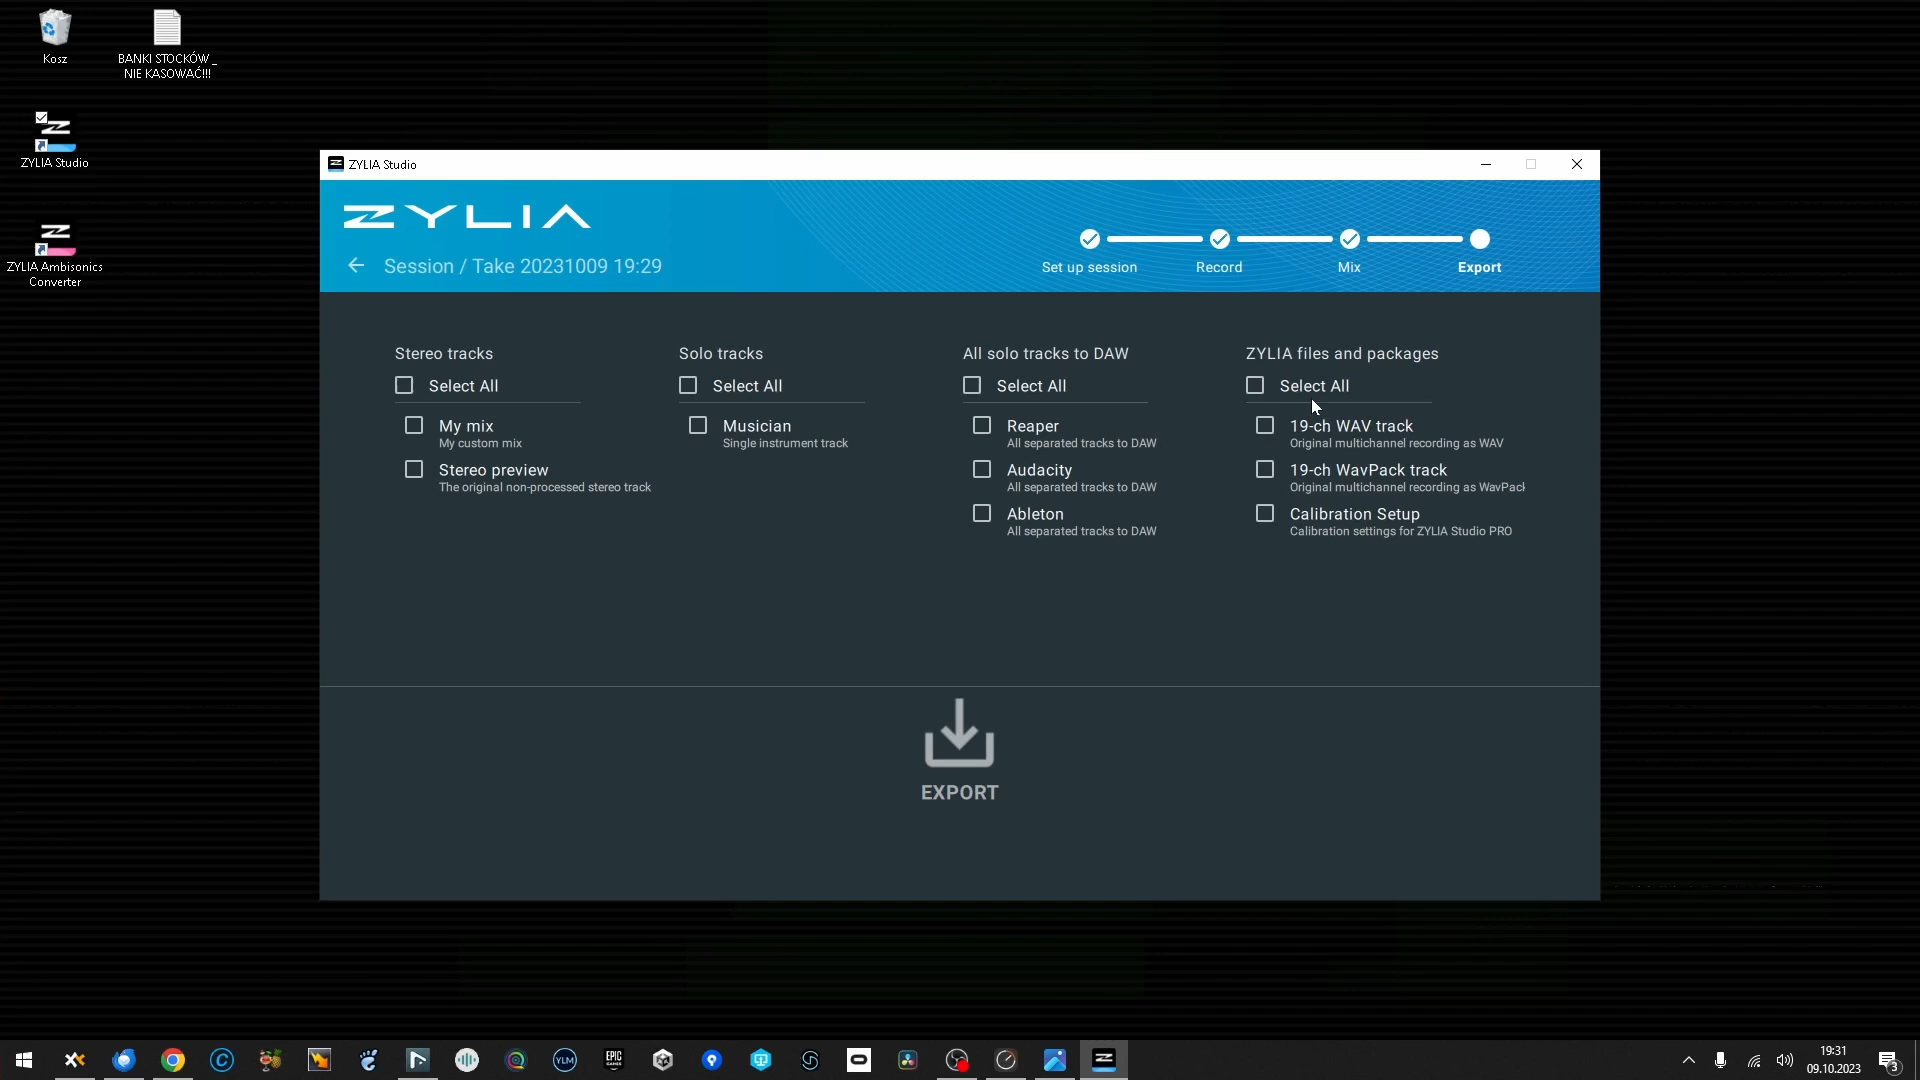 Kosz
BANKI STOCKÓW _
NIE KASOWAĆ!!!
ZYLIA Studio
ZYLIA Ambisonics
Converter
ZYLIA Studio
ZYLIA
Session / Take 20231009 19:29
Set up session
Record
Mix
Export
Stereo tracks
Select All
My mix
My custom mix
Stereo preview
The original non-processed stereo track
Solo tracks
Select All
Musician
Single instrument track
All solo tracks to DAW
Select All
Reaper
All separated tracks to DAW
Audacity
All separated tracks to DAW
Ableton
All separated tracks to DAW
ZYLIA files and packages
Select All
19-ch WAV track
Original multichannel recording as WAV
19-ch WavPack track
Original multichannel recording as WavPack
Calibration Setup
Calibration settings for ZYLIA Studio PRO
EXPORT
YLM
EPIC
GAMES
19:31
09.10.2023
3